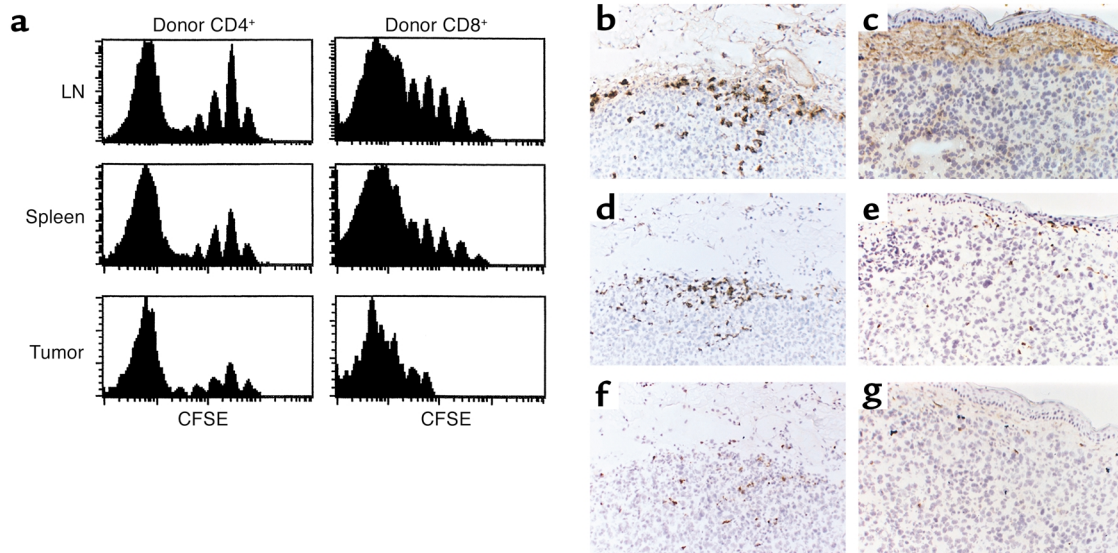 a
Donor CD4+
Donor CD8+
LN
Spleen
Tumor
CFSE
CFSE
b
c
d
e
f
g